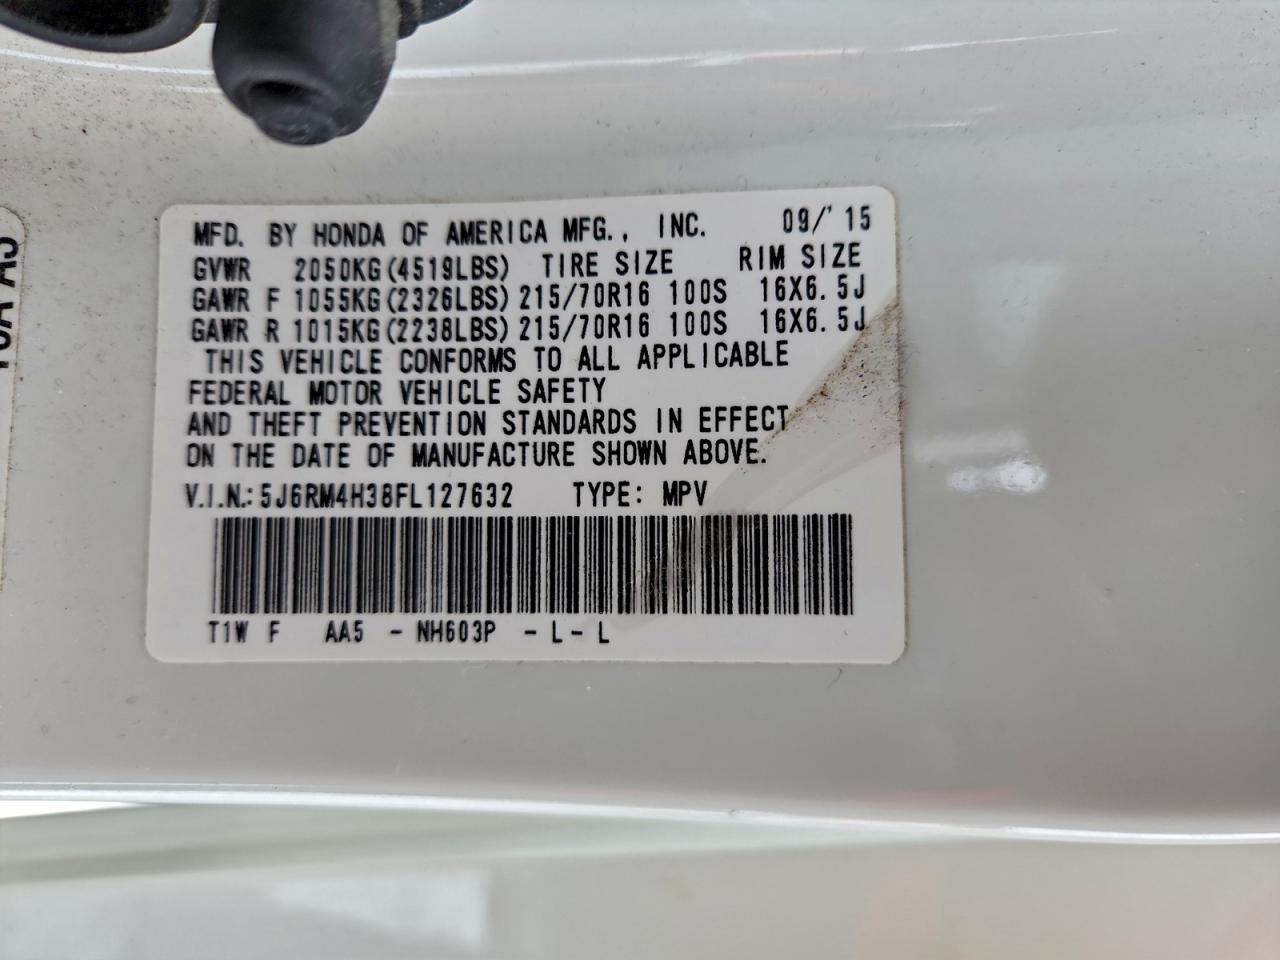 MFD. BY HONDA OF AMERICA MFG., INC. 09/'15
GVWR 2050KG(4519LBS) TIRE SIZE RIM SIZE
GAWR F 1055KG(2326LBS) 215/70R16 100S 16X6.5J
GAWR R 1015KG(2238LBS) 215/70R16 100S 16X6.5J
THIS VEHICLE CONFORMS TO ALL APPLICABLE
FEDERAL MOTOR VEHICLE SAFETY
AND THEFT PREVENTION STANDARDS IN EFFECT
ON THE DATE OF MANUFACTURE SHOWN ABOVE.
V.I.N.: 5J6RM4H38FL127632 TYPE: MPV
T1W F AA5 - NH603P - L - L